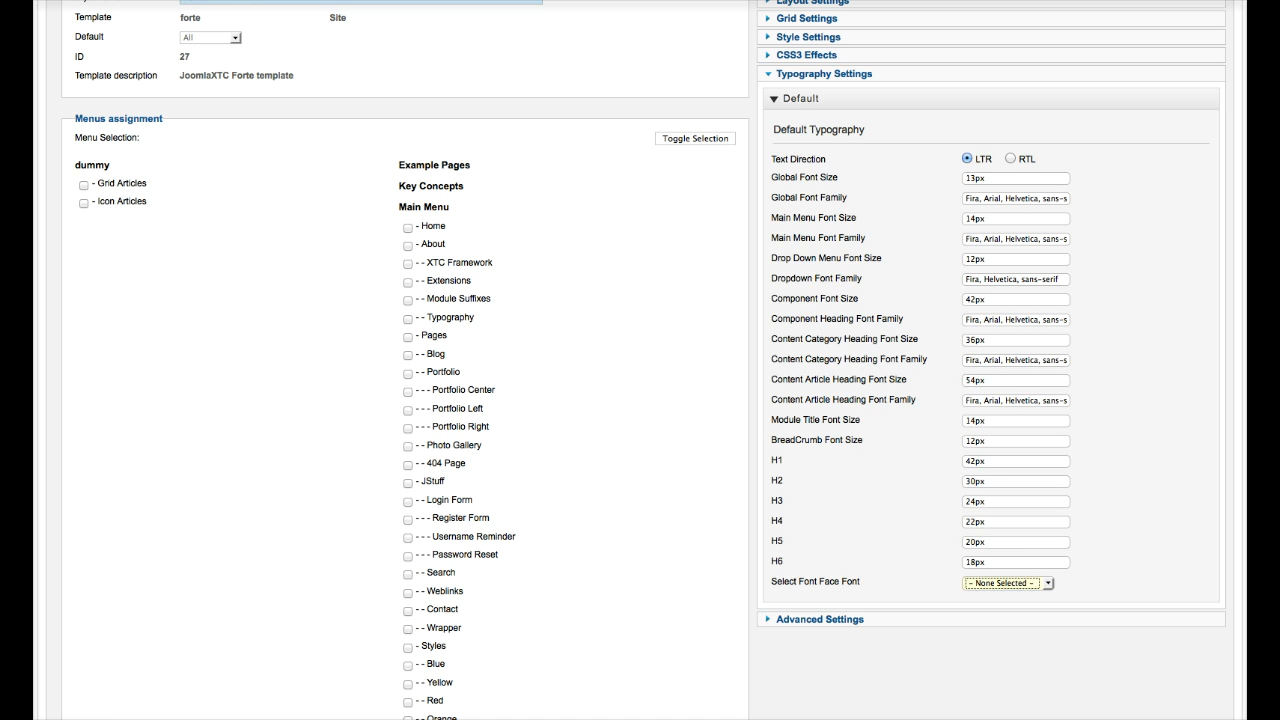 Template forte Site
Default All
ID 27
Template description JoomlaXTC Forte template
Menus assignment
Menu Selection: Toggle Selection
dummy
- Grid Articles
- Icon Articles
Example Pages
Key Concepts
Main Menu
- Home
- About
- - XTC Framework
- - Extensions
- - Module Suffixes
- - Typography
- Pages
- - Blog
- - Portfolio
- - - Portfolio Center
- - - Portfolio Left
- - - Portfolio Right
- - Photo Gallery
- - 404 Page
- JStuff
- - Login Form
- - - Register Form
- - - Username Reminder
- - - Password Reset
- - Search
- - Weblinks
- - Contact
- - Wrapper
- Styles
- - Blue
- - Yellow
- - Red
- - Orange
Layout Settings
Grid Settings
Style Settings
CSS3 Effects
Typography Settings
Default
Default Typography
Text Direction LTR RTL
Global Font Size 13px
Global Font Family Fira, Arial, Helvetica, sans-s
Main Menu Font Size 14px
Main Menu Font Family Fira, Arial, Helvetica, sans-s
Drop Down Menu Font Size 12px
Dropdown Font Family Fira, Helvetica, sans-serif
Component Font Size 42px
Component Heading Font Family Fira, Arial, Helvetica, sans-s
Content Category Heading Font Size 36px
Content Category Heading Font Family Fira, Arial, Helvetica, sans-s
Content Article Heading Font Size 54px
Content Article Heading Font Family Fira, Arial, Helvetica, sans-s
Module Title Font Size 14px
BreadCrumb Font Size 12px
H1 42px
H2 30px
H3 24px
H4 22px
H5 20px
H6 18px
Select Font Face Font - None Selected -
Advanced Settings